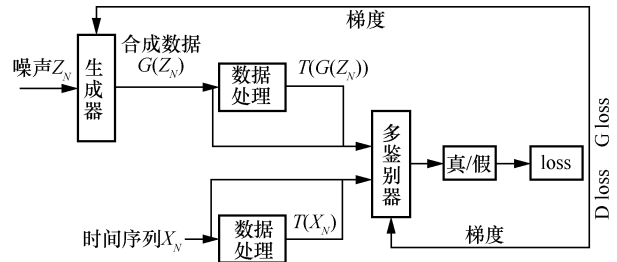 梯度
噪声Z_N
生成器
合成数据
G(Z_N)
数据
处理
T(G(Z_N))
多鉴别器
真/假
loss
G loss
D loss
时间序列X_N
数据
处理
T(X_N)
梯度